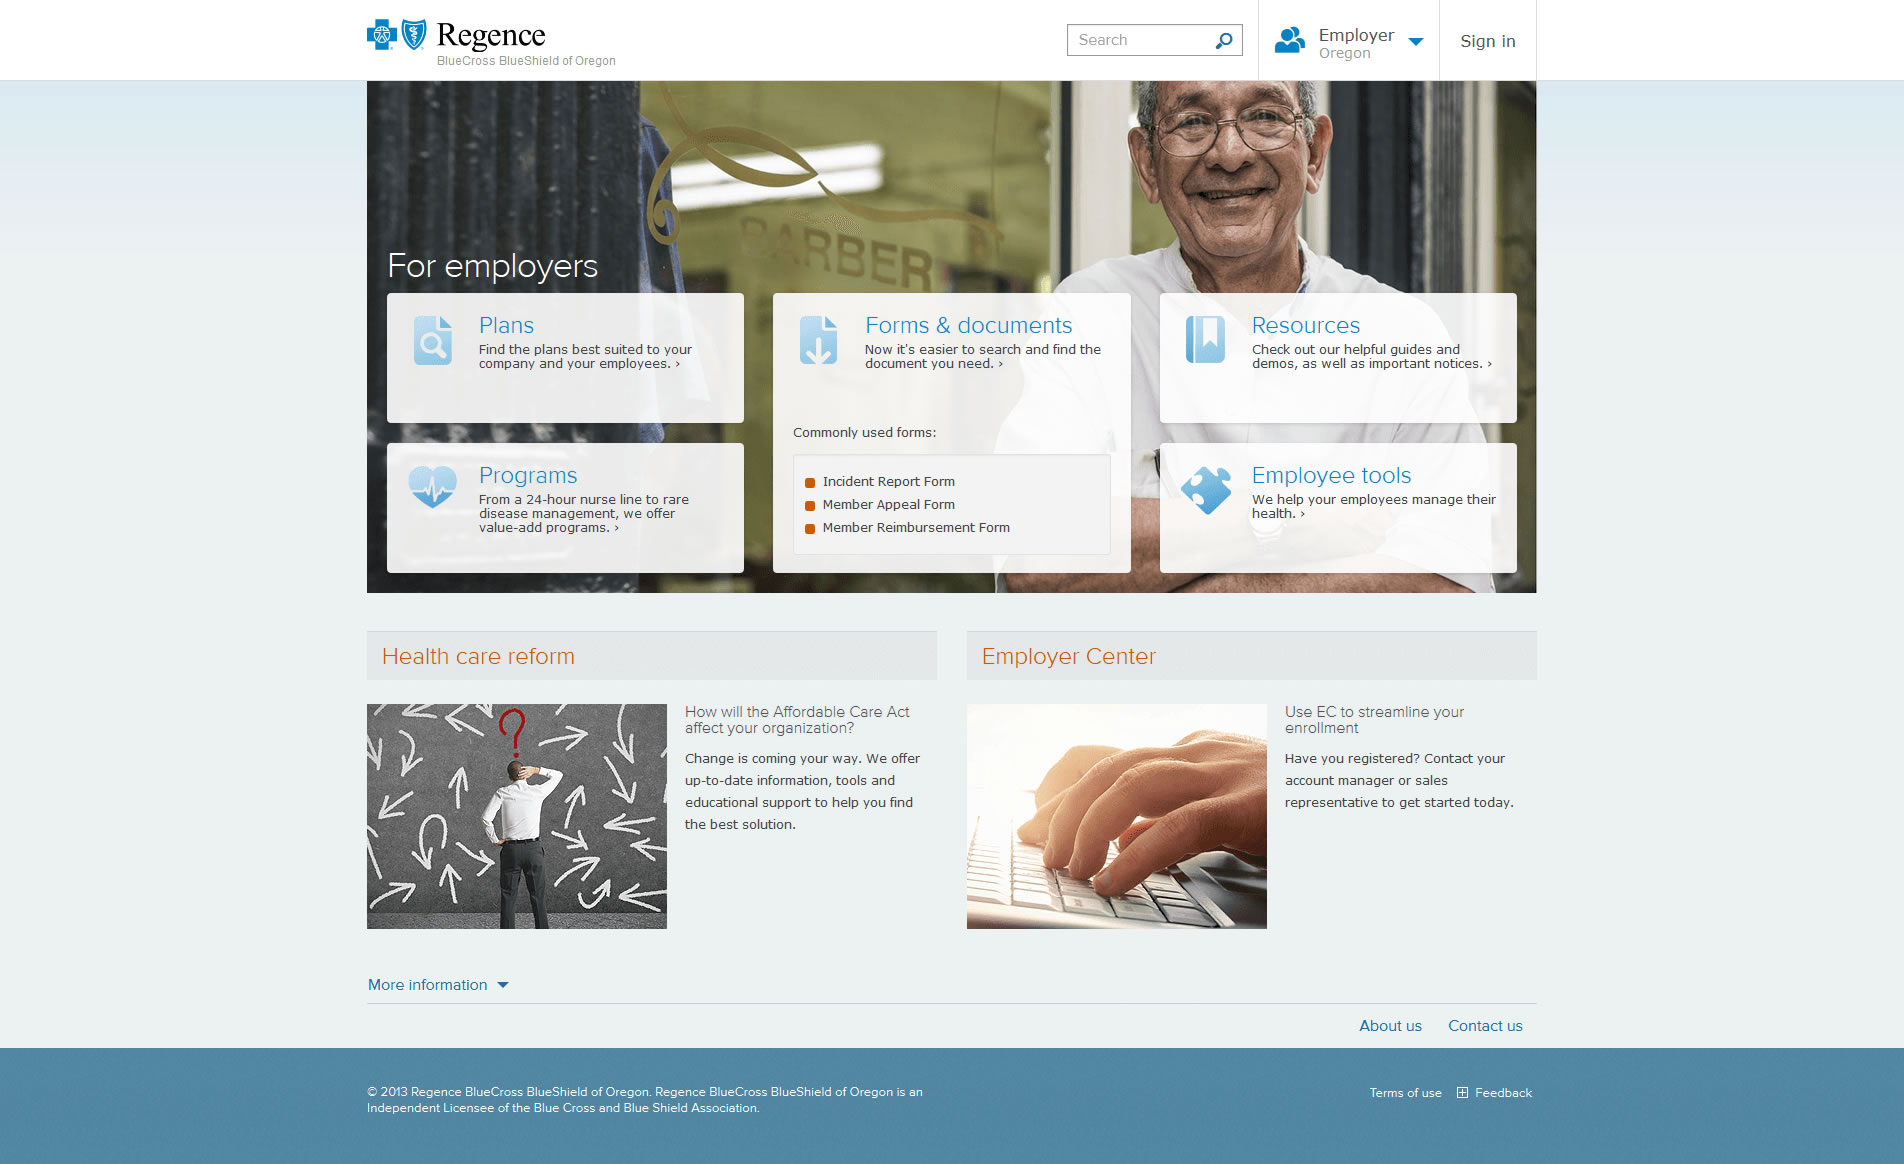 Regence
BlueCross BlueShield of Oregon
Search
Employer
Oregon
Sign in
BARBER
For employers
Plans
Find the plans best suited to your
company and your employees. ›
Forms & documents
Now it's easier to search and find the
document you need. ›
Commonly used forms:
Incident Report Form
Member Appeal Form
Member Reimbursement Form
Resources
Check out our helpful guides and
demos, as well as important notices. ›
Programs
From a 24-hour nurse line to rare
disease management, we offer
value-add programs. ›
Employee tools
We help your employees manage their
health. ›
Health care reform
?
How will the Affordable Care Act
affect your organization?
Change is coming your way. We offer
up-to-date information, tools and
educational support to help you find
the best solution.
Employer Center
Use EC to streamline your
enrollment
Have you registered? Contact your
account manager or sales
representative to get started today.
More information
About us
Contact us
© 2013 Regence BlueCross BlueShield of Oregon. Regence BlueCross BlueShield of Oregon is an
Independent Licensee of the Blue Cross and Blue Shield Association.
Terms of use
Feedback